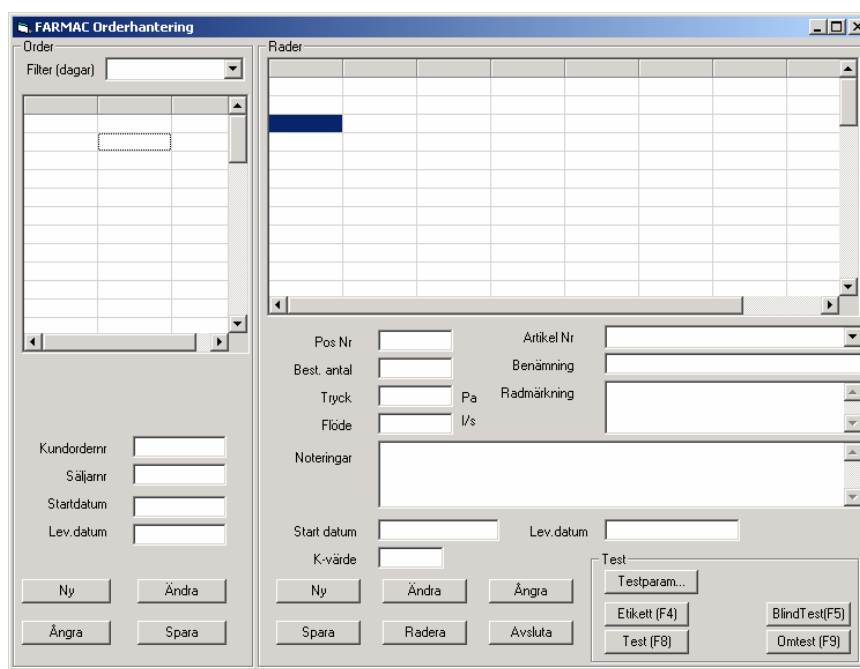 FARMAC Orderhantering
Order
Filter (dagar)
Kundordernr
Säljarnr
Startdatum
Lev.datum
Ny
Ändra
Ångra
Spara
Rader
Pos Nr
Artikel Nr
Best. antal
Benämning
Tryck
Pa
Radmärkning
Flöde
l/s
Noteringar
Start datum
Lev.datum
K-värde
Ny
Ändra
Ångra
Spara
Radera
Avsluta
Test
Testparam...
Etikett (F4)
BlindTest(F5)
Test (F8)
Omtest (F9)